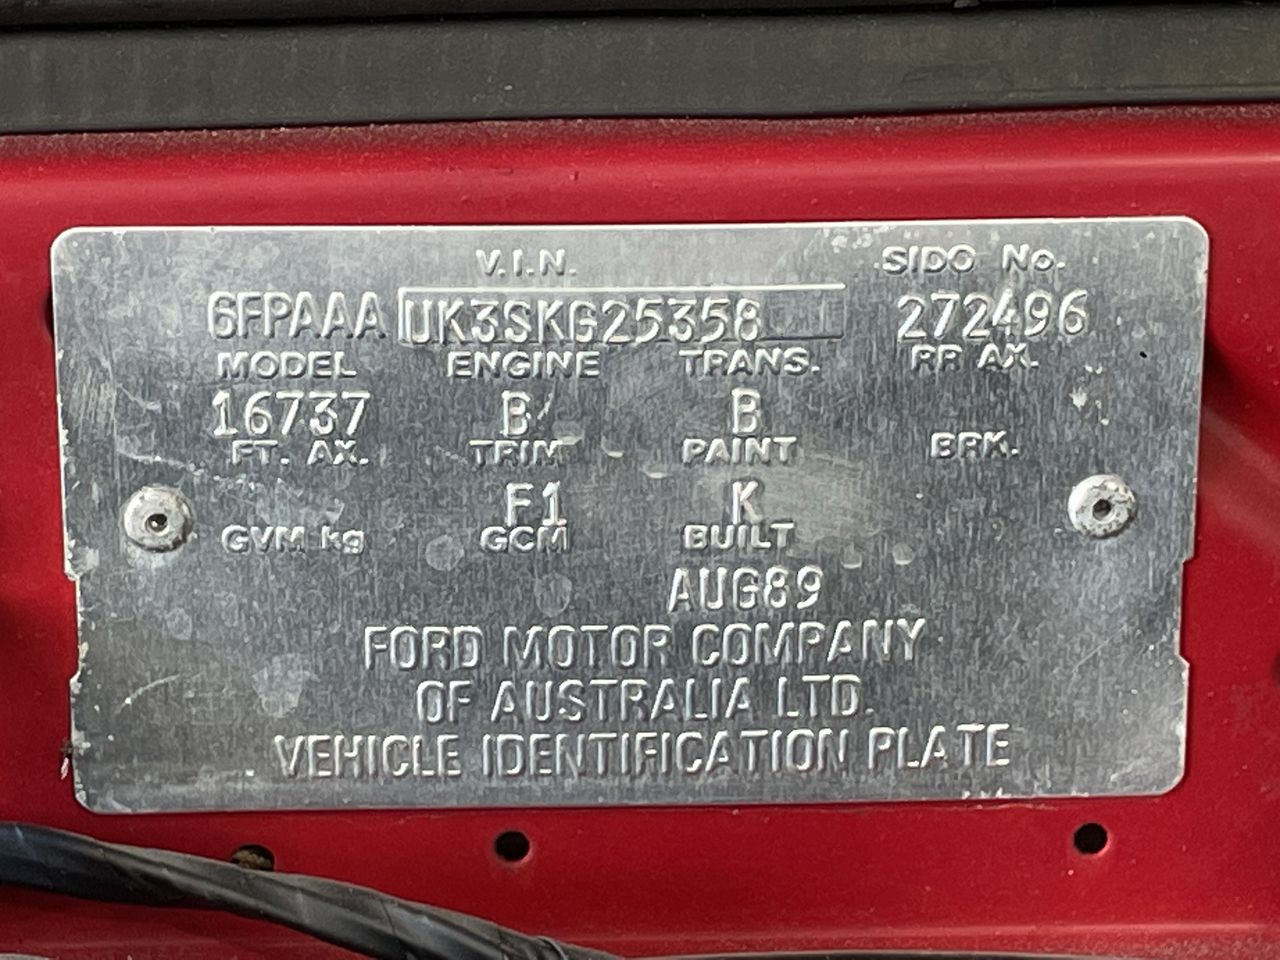 V.I.N. SIDO No.
6FPAAA UK3SKG25358 272496
MODEL ENGINE TRANS. RR AX.
16737 B B
FT. AX. TRIM PAINT BRK.
F1 K
GVM kg GCM BUILT
AUG89
FORD MOTOR COMPANY
OF AUSTRALIA LTD.
VEHICLE IDENTIFICATION PLATE